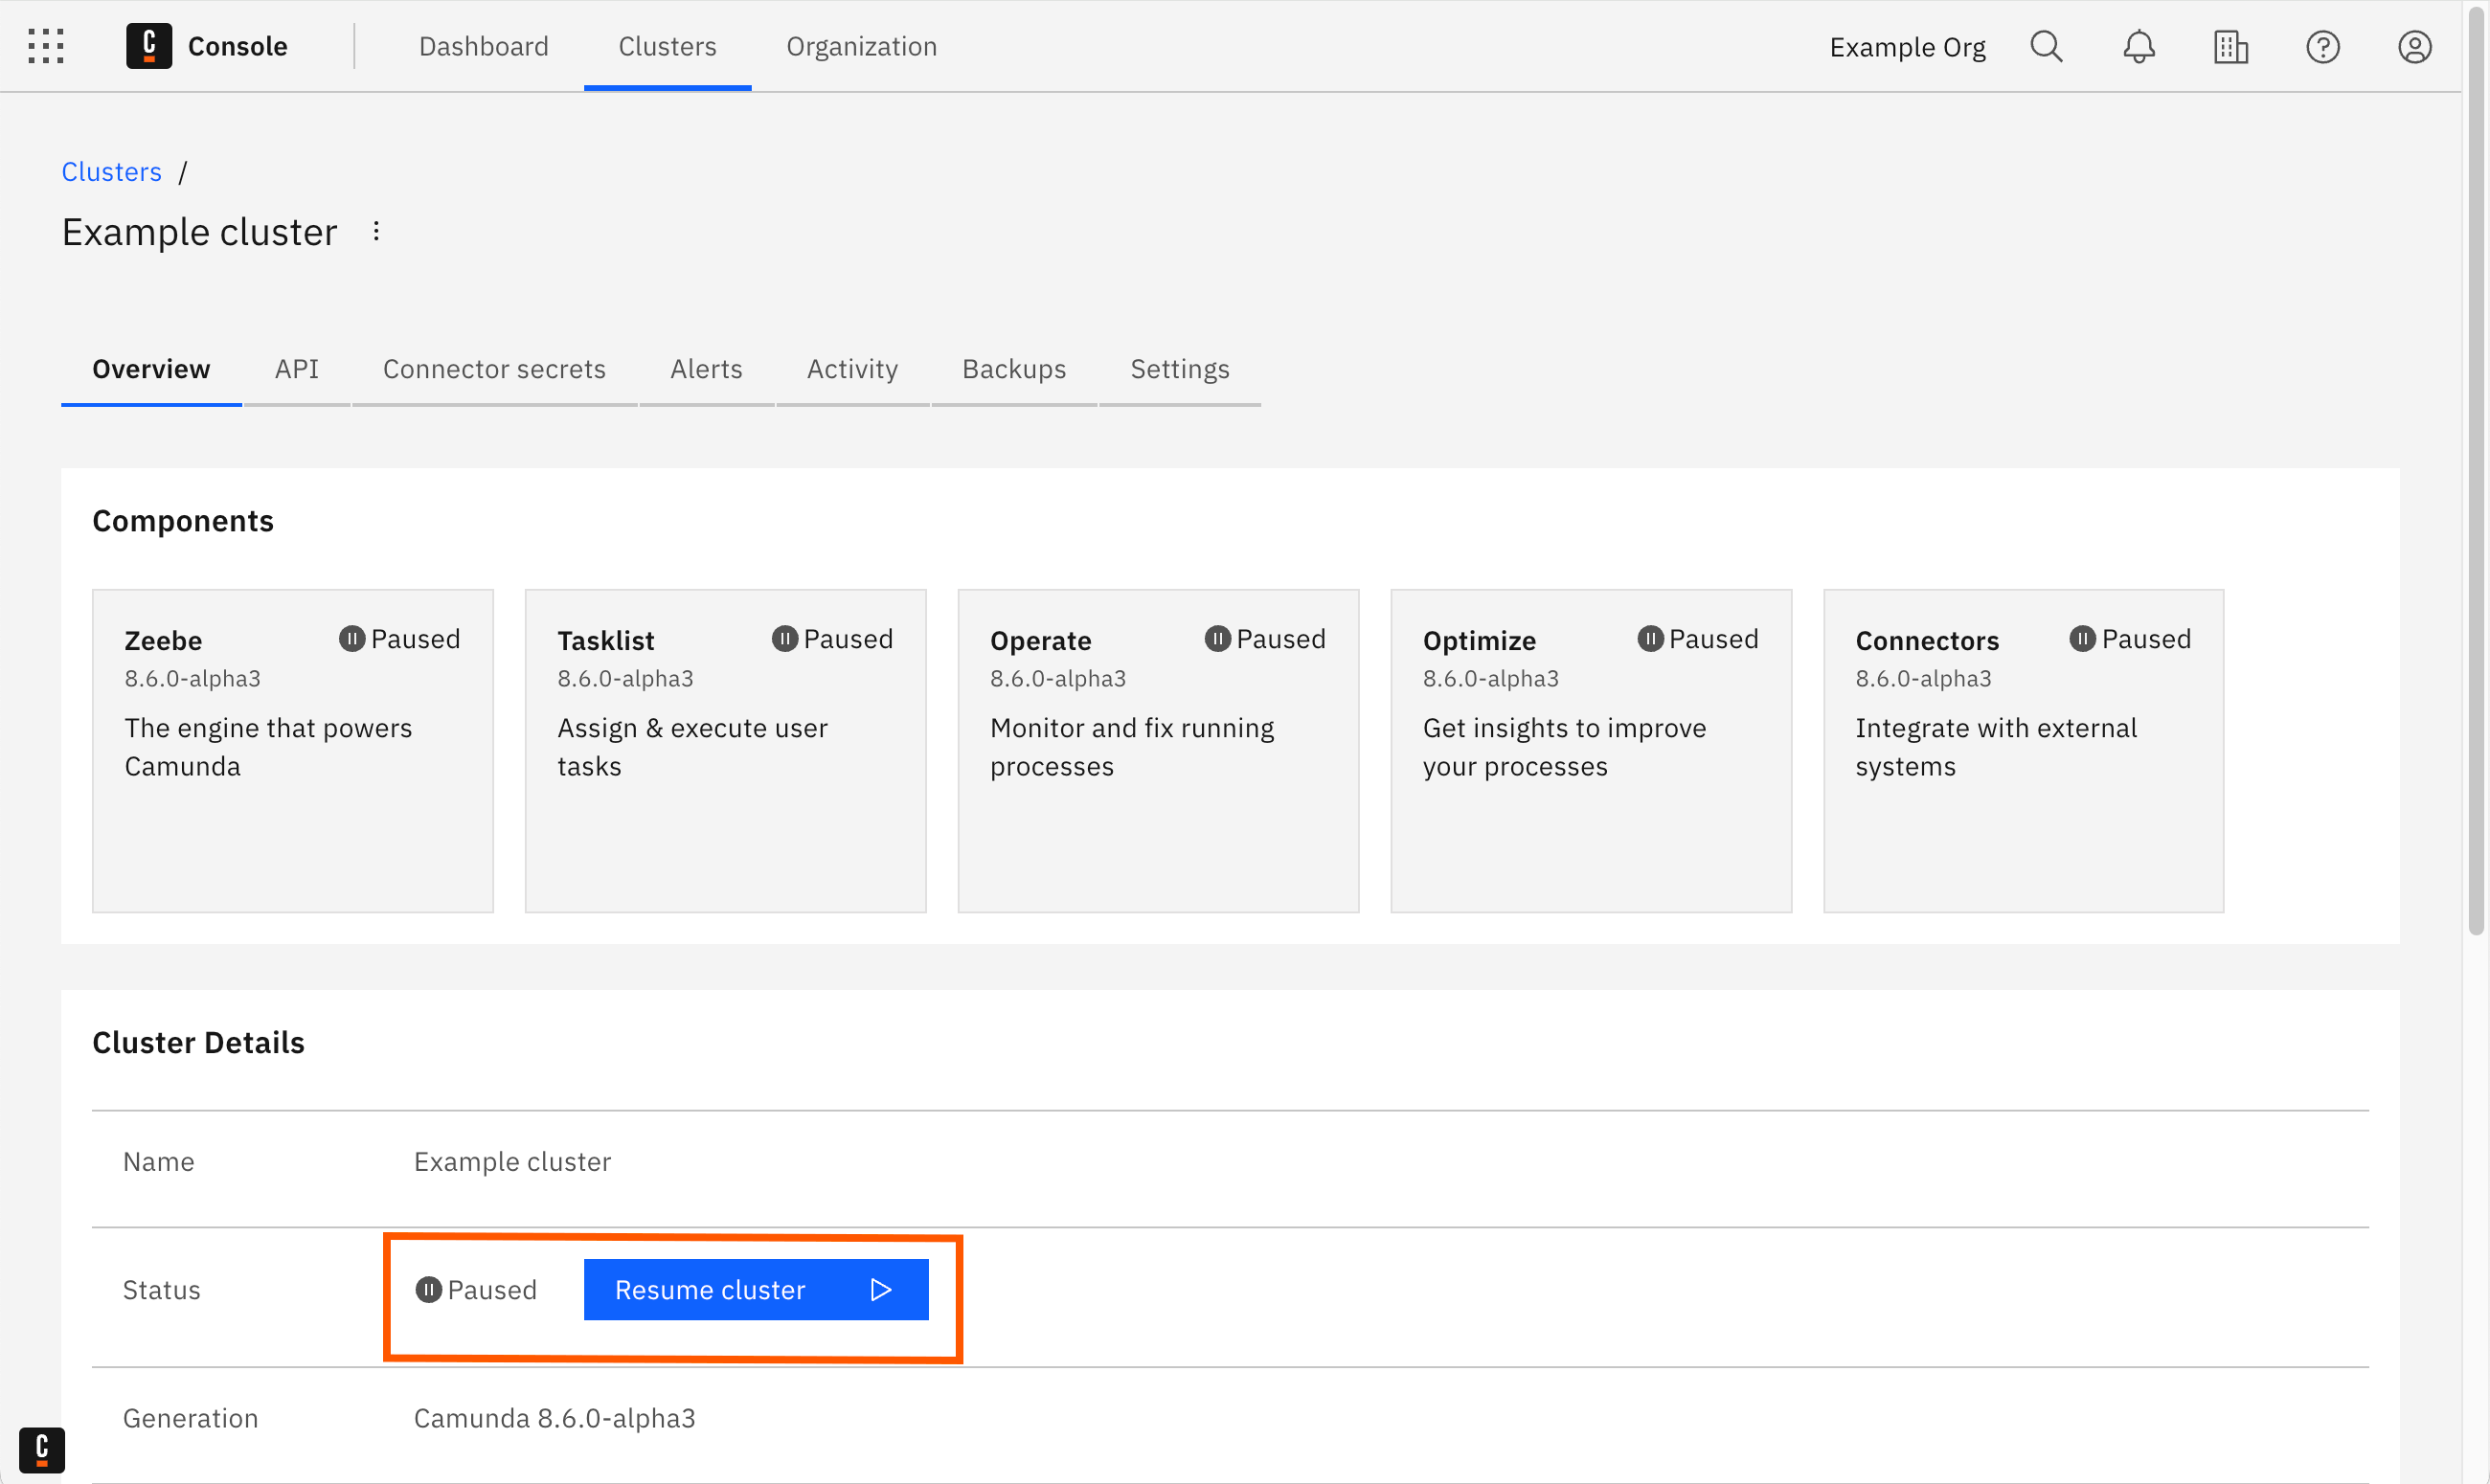 C Console Dashboard Clusters Organization Example Org
Clusters /
Example cluster
Overview API Connector secrets Alerts Activity Backups Settings
Components
Zeebe Paused
8.6.0-alpha3
The engine that powers
Camunda
Tasklist Paused
8.6.0-alpha3
Assign & execute user
tasks
Operate Paused
8.6.0-alpha3
Monitor and fix running
processes
Optimize Paused
8.6.0-alpha3
Get insights to improve
your processes
Connectors Paused
8.6.0-alpha3
Integrate with external
systems
Cluster Details
Name Example cluster
Status Paused Resume cluster
Generation Camunda 8.6.0-alpha3
C